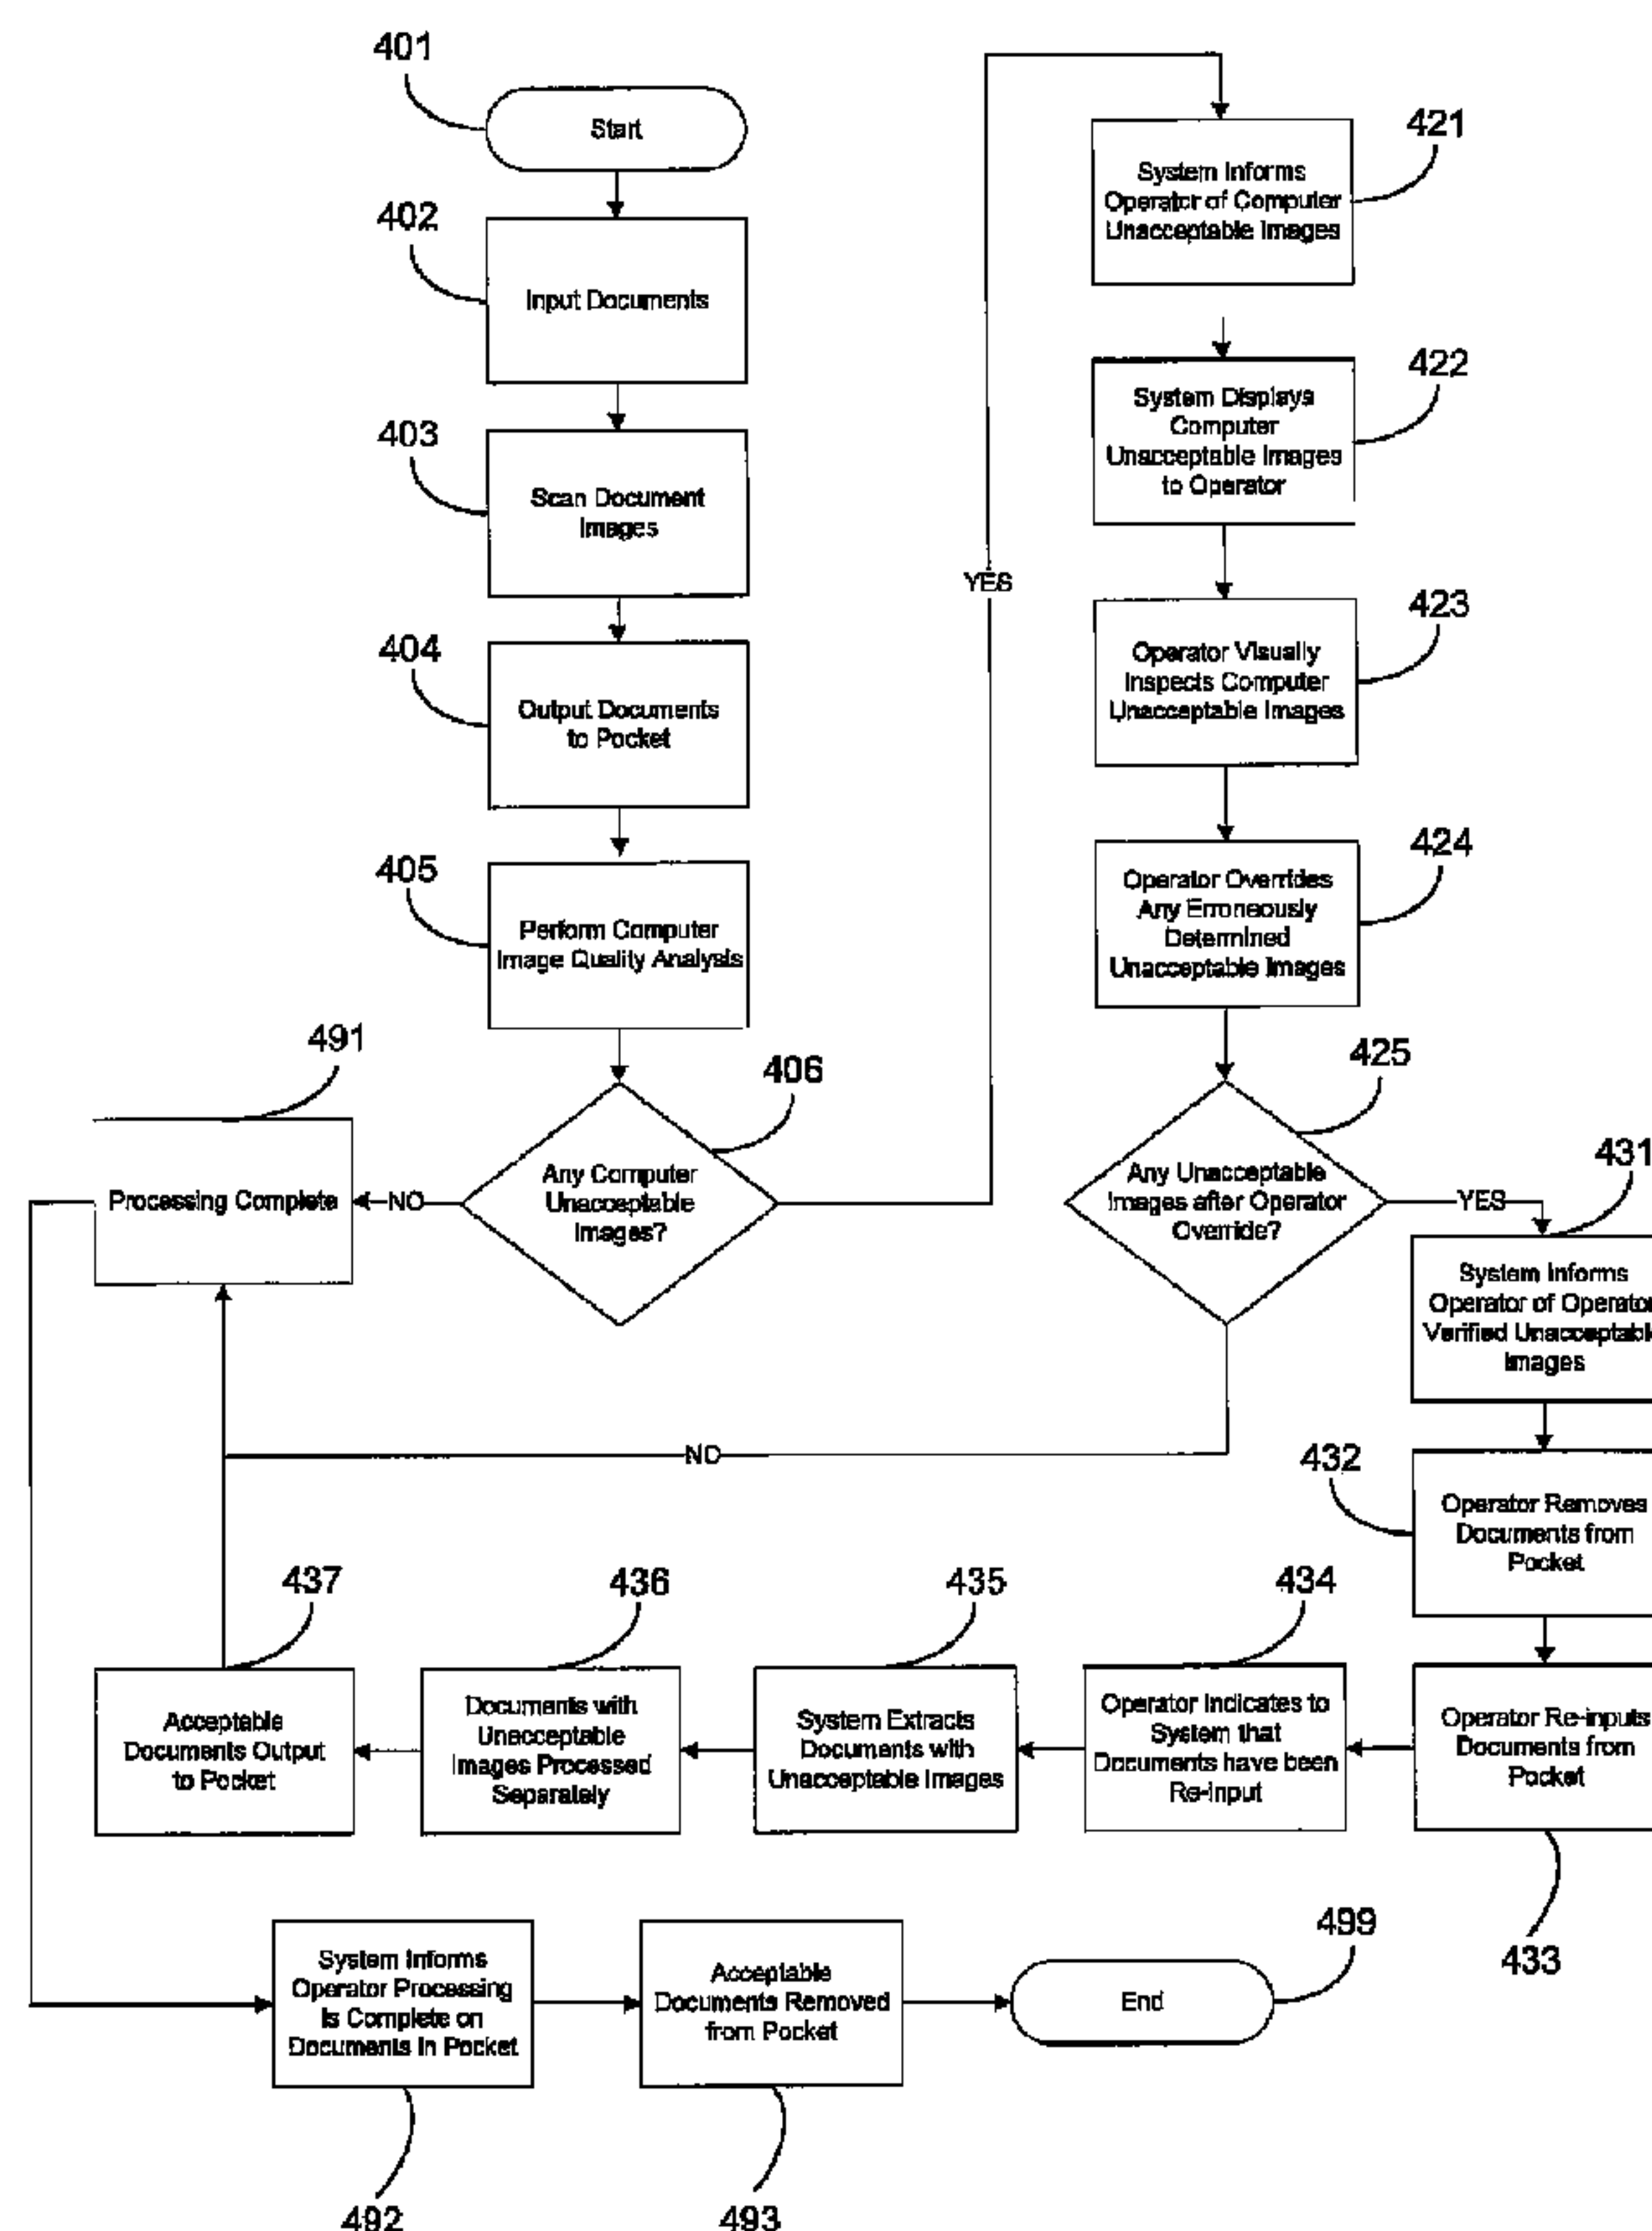 401
Start
402
Input Documents
403
Scan Document
Images
404
Output Documents
to Pocket
405
Perform Computer
Image Quality Analysis
406
Any Computer
Unacceptable
Images?
NO
YES
491
Processing Complete
421
System Informs
Operator of Computer
Unacceptable Images
422
System Displays
Computer
Unacceptable Images
to Operator
423
Operator Visually
Inspects Computer
Unacceptable Images
424
Operator Overrides
Any Erroneously
Determined
Unacceptable Images
425
Any Unacceptable
Images after Operator
Override?
YES
NO
431
System Informs
Operator of Operator
Verified Unacceptable
Images
432
Operator Removes
Documents from
Pocket
433
Operator Re-inputs
Documents from
Pocket
434
Operator Indicates to
System that
Documents have been
Re-input
435
System Extracts
Documents with
Unacceptable Images
436
Documents with
Unacceptable
Images Processed
Separately
437
Acceptable
Documents Output
to Pocket
492
System Informs
Operator Processing
Is Complete on
Documents in Pocket
493
Acceptable
Documents Removed
from Pocket
499
End